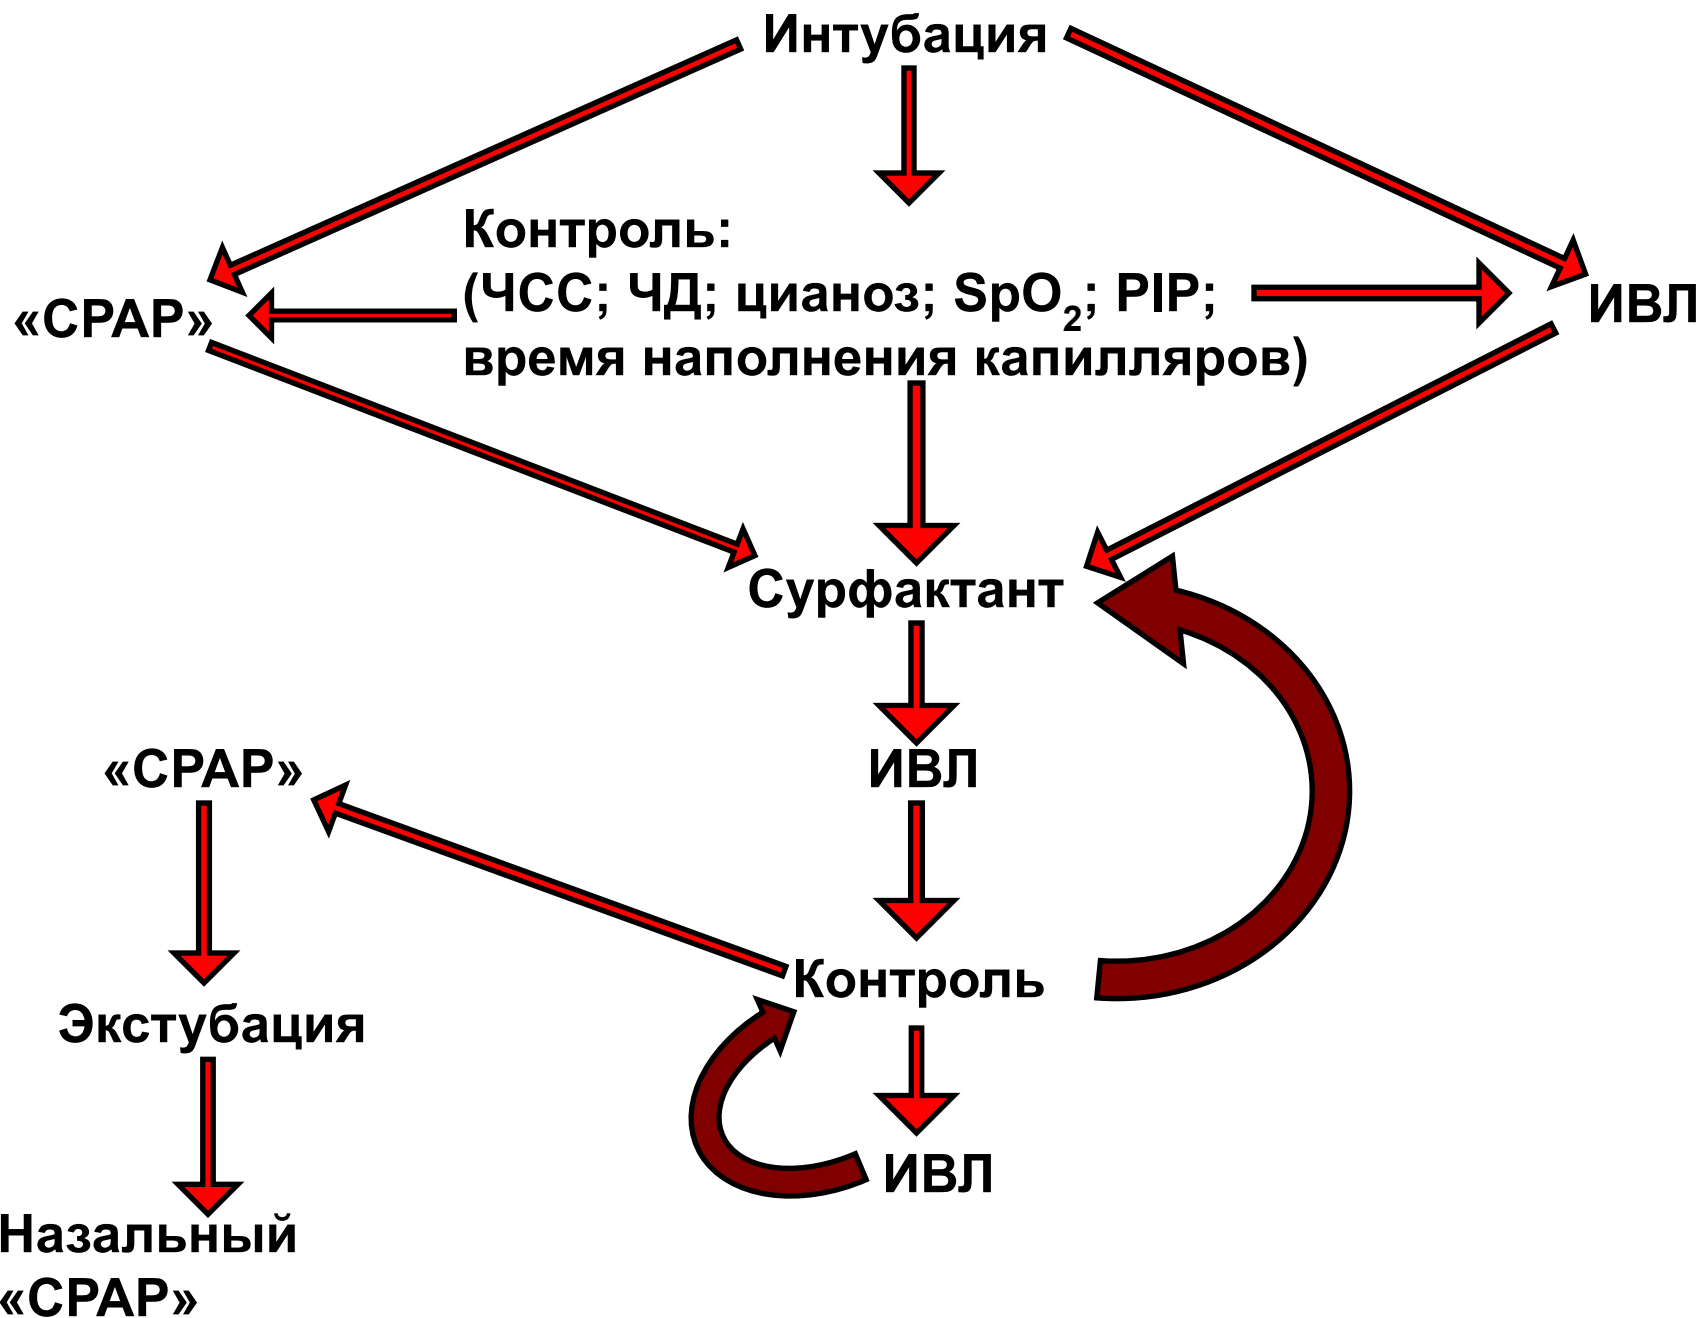 Интубация
Контроль:
(ЧСС; ЧД; цианоз; SpO₂; PIP;
время наполнения капилляров)
«CPAP»
ИВЛ
Сурфактант
«CPAP»
ИВЛ
Контроль
Экстубация
ИВЛ
Назальный
«CPAP»